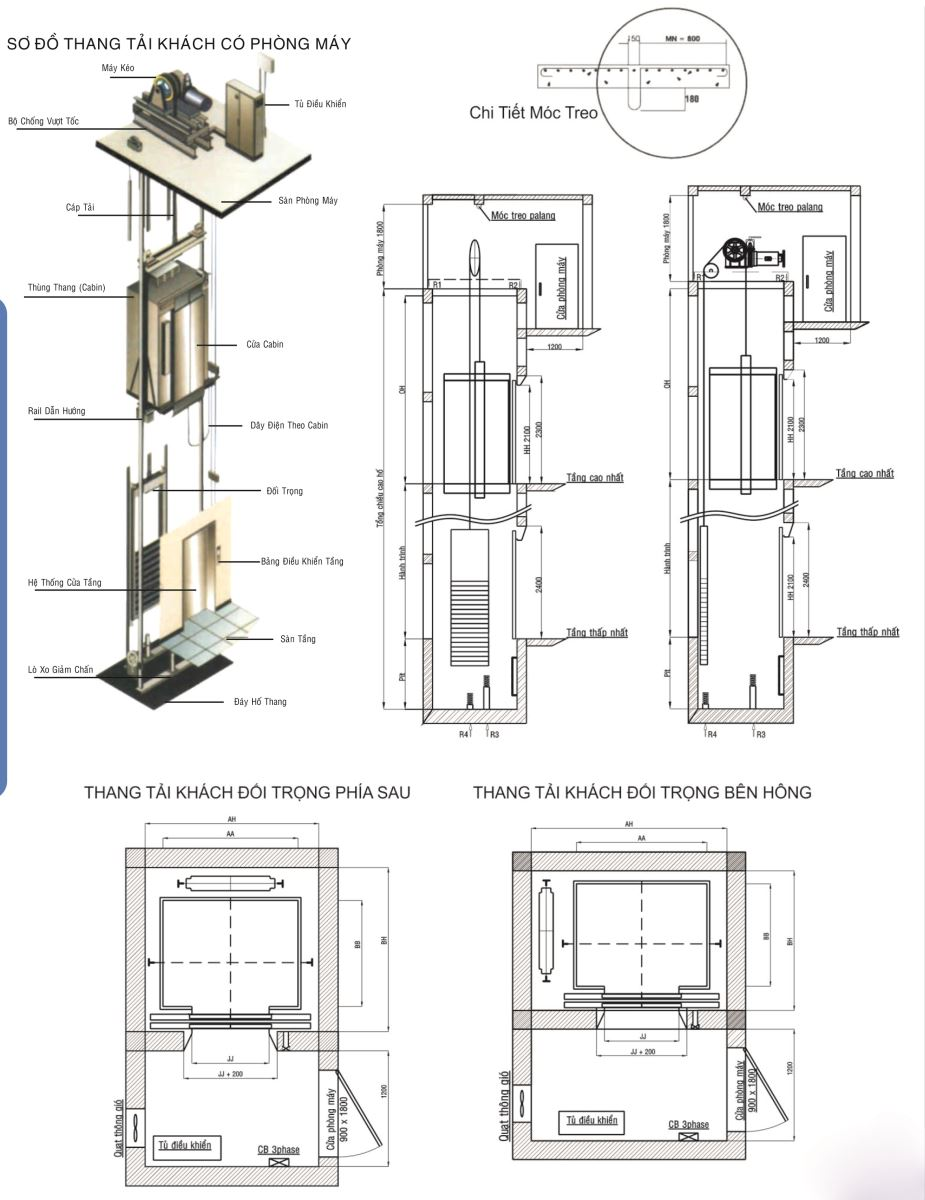 SƠ ĐỒ THANG TẢI KHÁCH CÓ PHÒNG MÁY
Máy Kéo
Tủ Điều Khiển
Bộ Chống Vượt Tốc
Sàn Phòng Máy
Cáp Tải
Thùng Thang (Cabin)
Cửa Cabin
Rail Dẫn Hướng
Dây Điện Theo Cabin
Đối Trọng
Bảng Điều Khiển Tầng
Hệ Thống Cửa Tầng
Sàn Tầng
Lò Xo Giảm Chấn
Đáy Hố Thang
50
MN = 800
180
Chi Tiết Móc Treo
Móc treo palang
Phòng máy 1800
R1
R2
Cửa phòng máy
1200
OH
HH 2100
2300
Tầng cao nhất
Tổng chiều cao hố
Hành trình
2400
Tầng thấp nhất
Pit
R4
R3
Móc treo palang
Phòng máy 1800
R1
R2
Cửa phòng máy
1200
OH
HH 2100
2300
Tầng cao nhất
Hành trình
HH 2100
2400
Tầng thấp nhất
Pit
R4
R3
THANG TẢI KHÁCH ĐỐI TRỌNG PHÍA SAU
AH
AA
BB
BH
JJ
JJ + 200
1200
Quạt thông gió
Tủ điều khiển
CB 3phase
Cửa phòng máy
900 x 1800
THANG TẢI KHÁCH ĐỐI TRỌNG BÊN HÔNG
AH
AA
BB
BH
JJ
JJ + 200
1200
Quạt thông gió
Tủ điều khiển
CB 3phase
Cửa phòng máy
900 x 1800